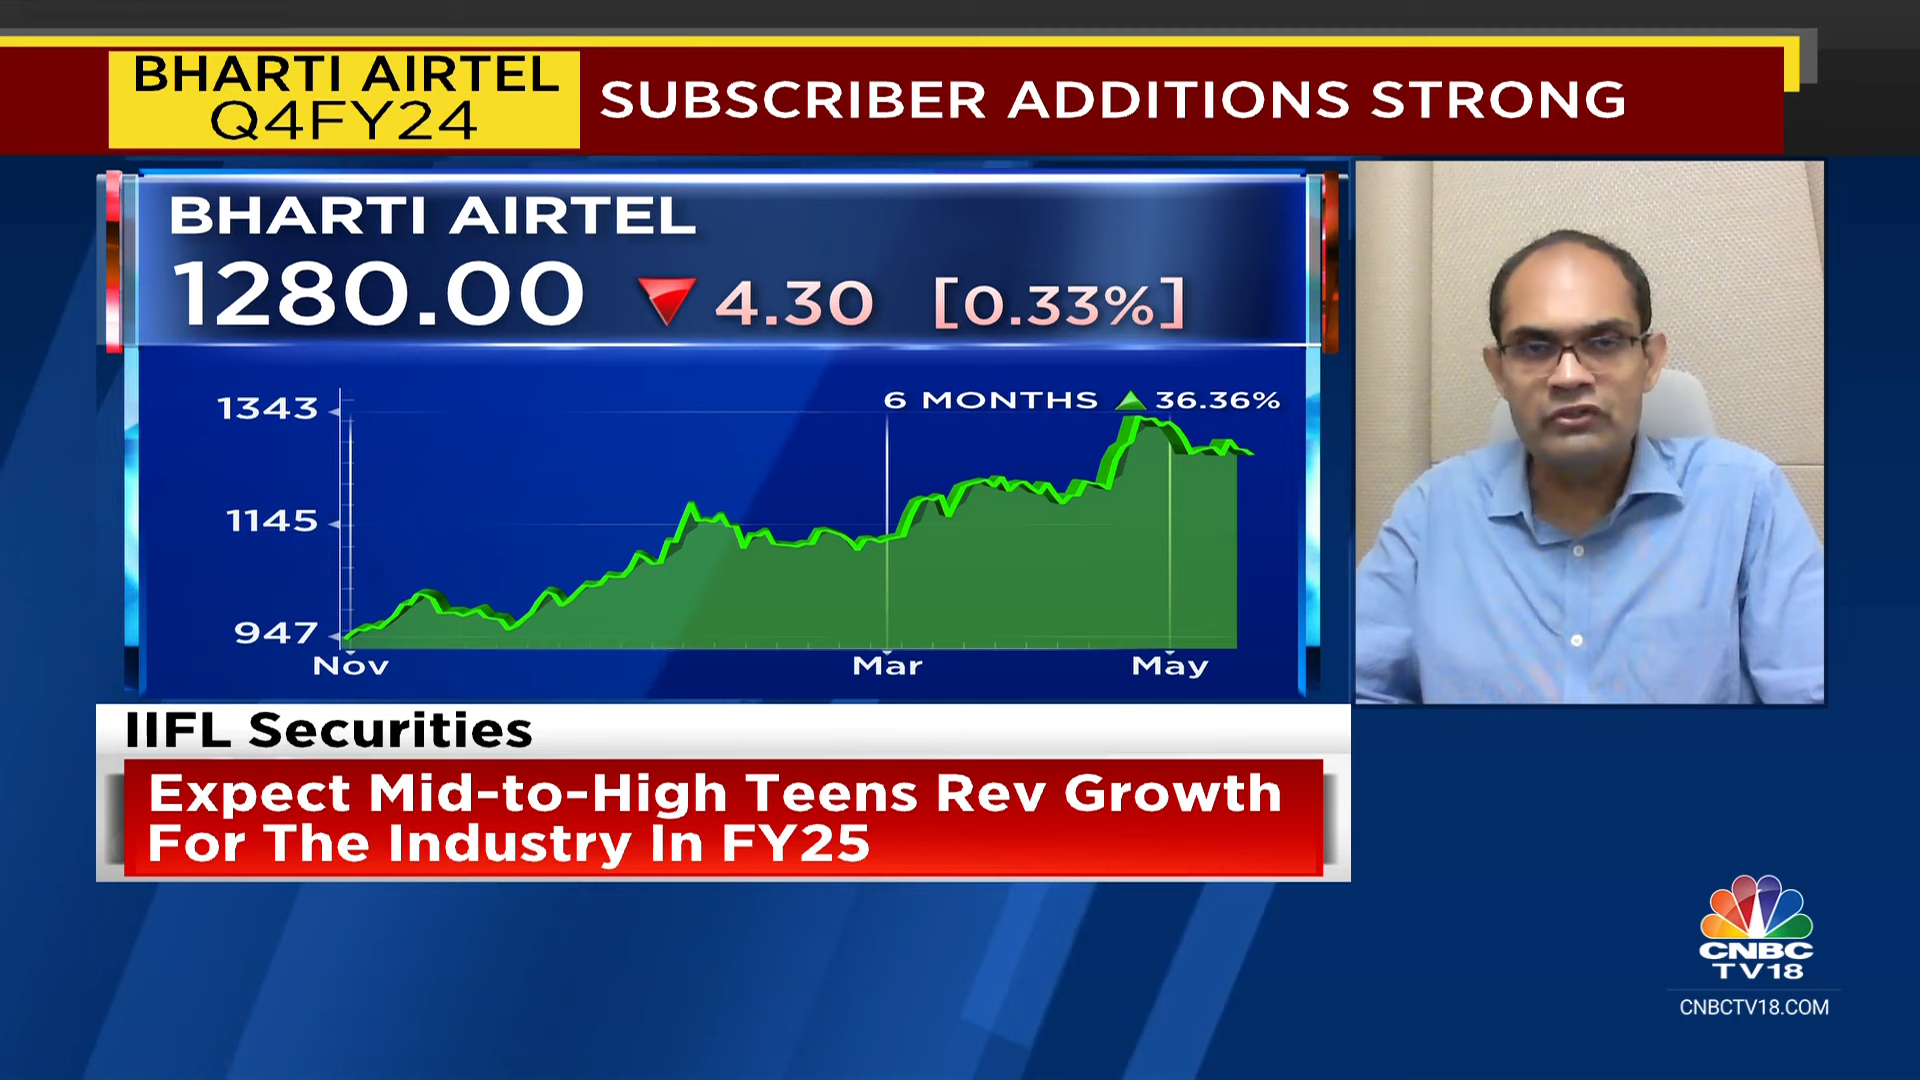 BHARTI AIRTEL
Q4FY24
SUBSCRIBER ADDITIONS STRONG
BHARTI AIRTEL
1280.00 ▼ 4.30 [0.33%]
6 MONTHS ▲ 36.36%
1343
1145
947
Nov Mar May
IIFL Securities
Expect Mid-to-High Teens Rev Growth
For The Industry In FY25
CNBC
TV18
CNBCTV18.COM